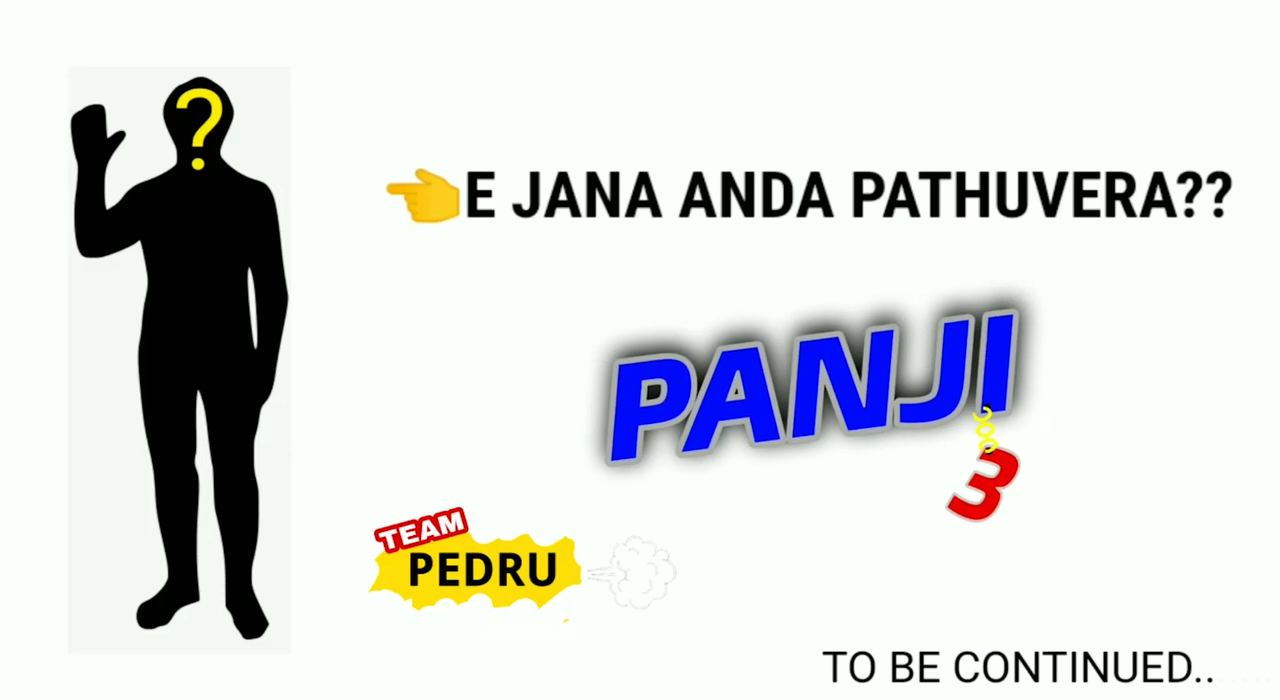 ?
👈E JANA ANDA PATHUVERA??
PANJI
3
TEAM
PEDRU
TO BE CONTINUED..